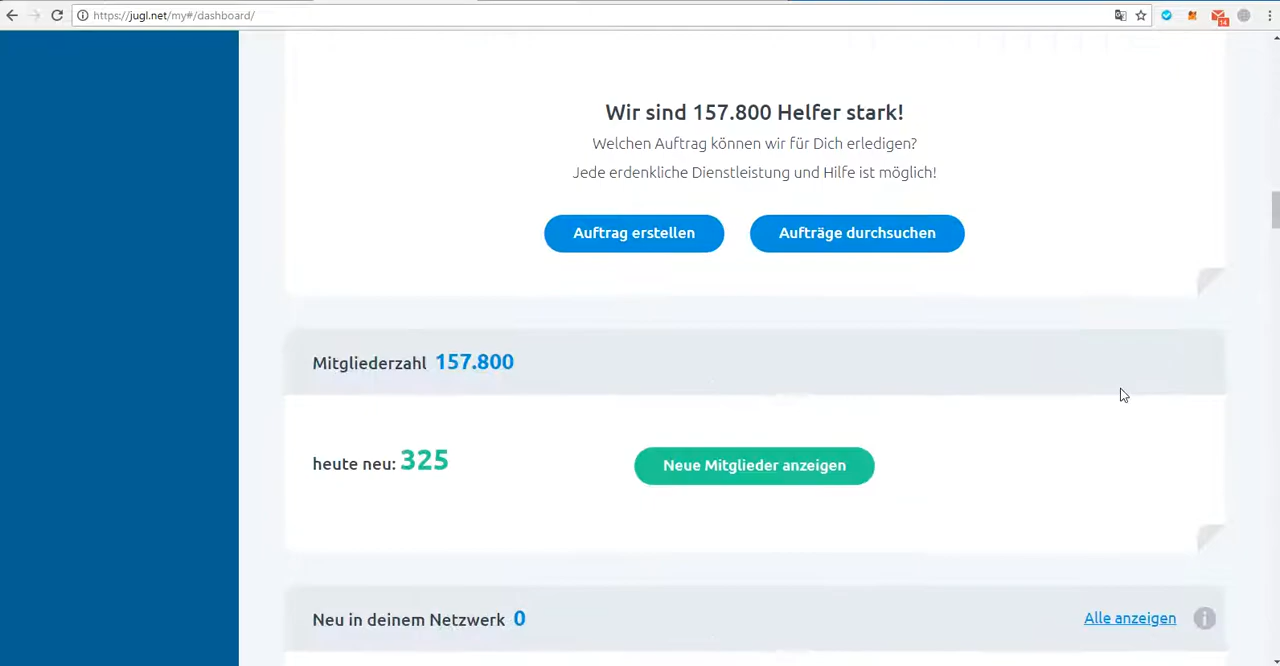 https://jugl.net/my#/dashboard/
14
Wir sind 157.800 Helfer stark!
Welchen Auftrag können wir für Dich erledigen?
Jede erdenkliche Dienstleistung und Hilfe ist möglich!
Auftrag erstellen Aufträge durchsuchen
Mitgliederzahl 157.800
heute neu: 325 Neue Mitglieder anzeigen
Neu in deinem Netzwerk 0 Alle anzeigen